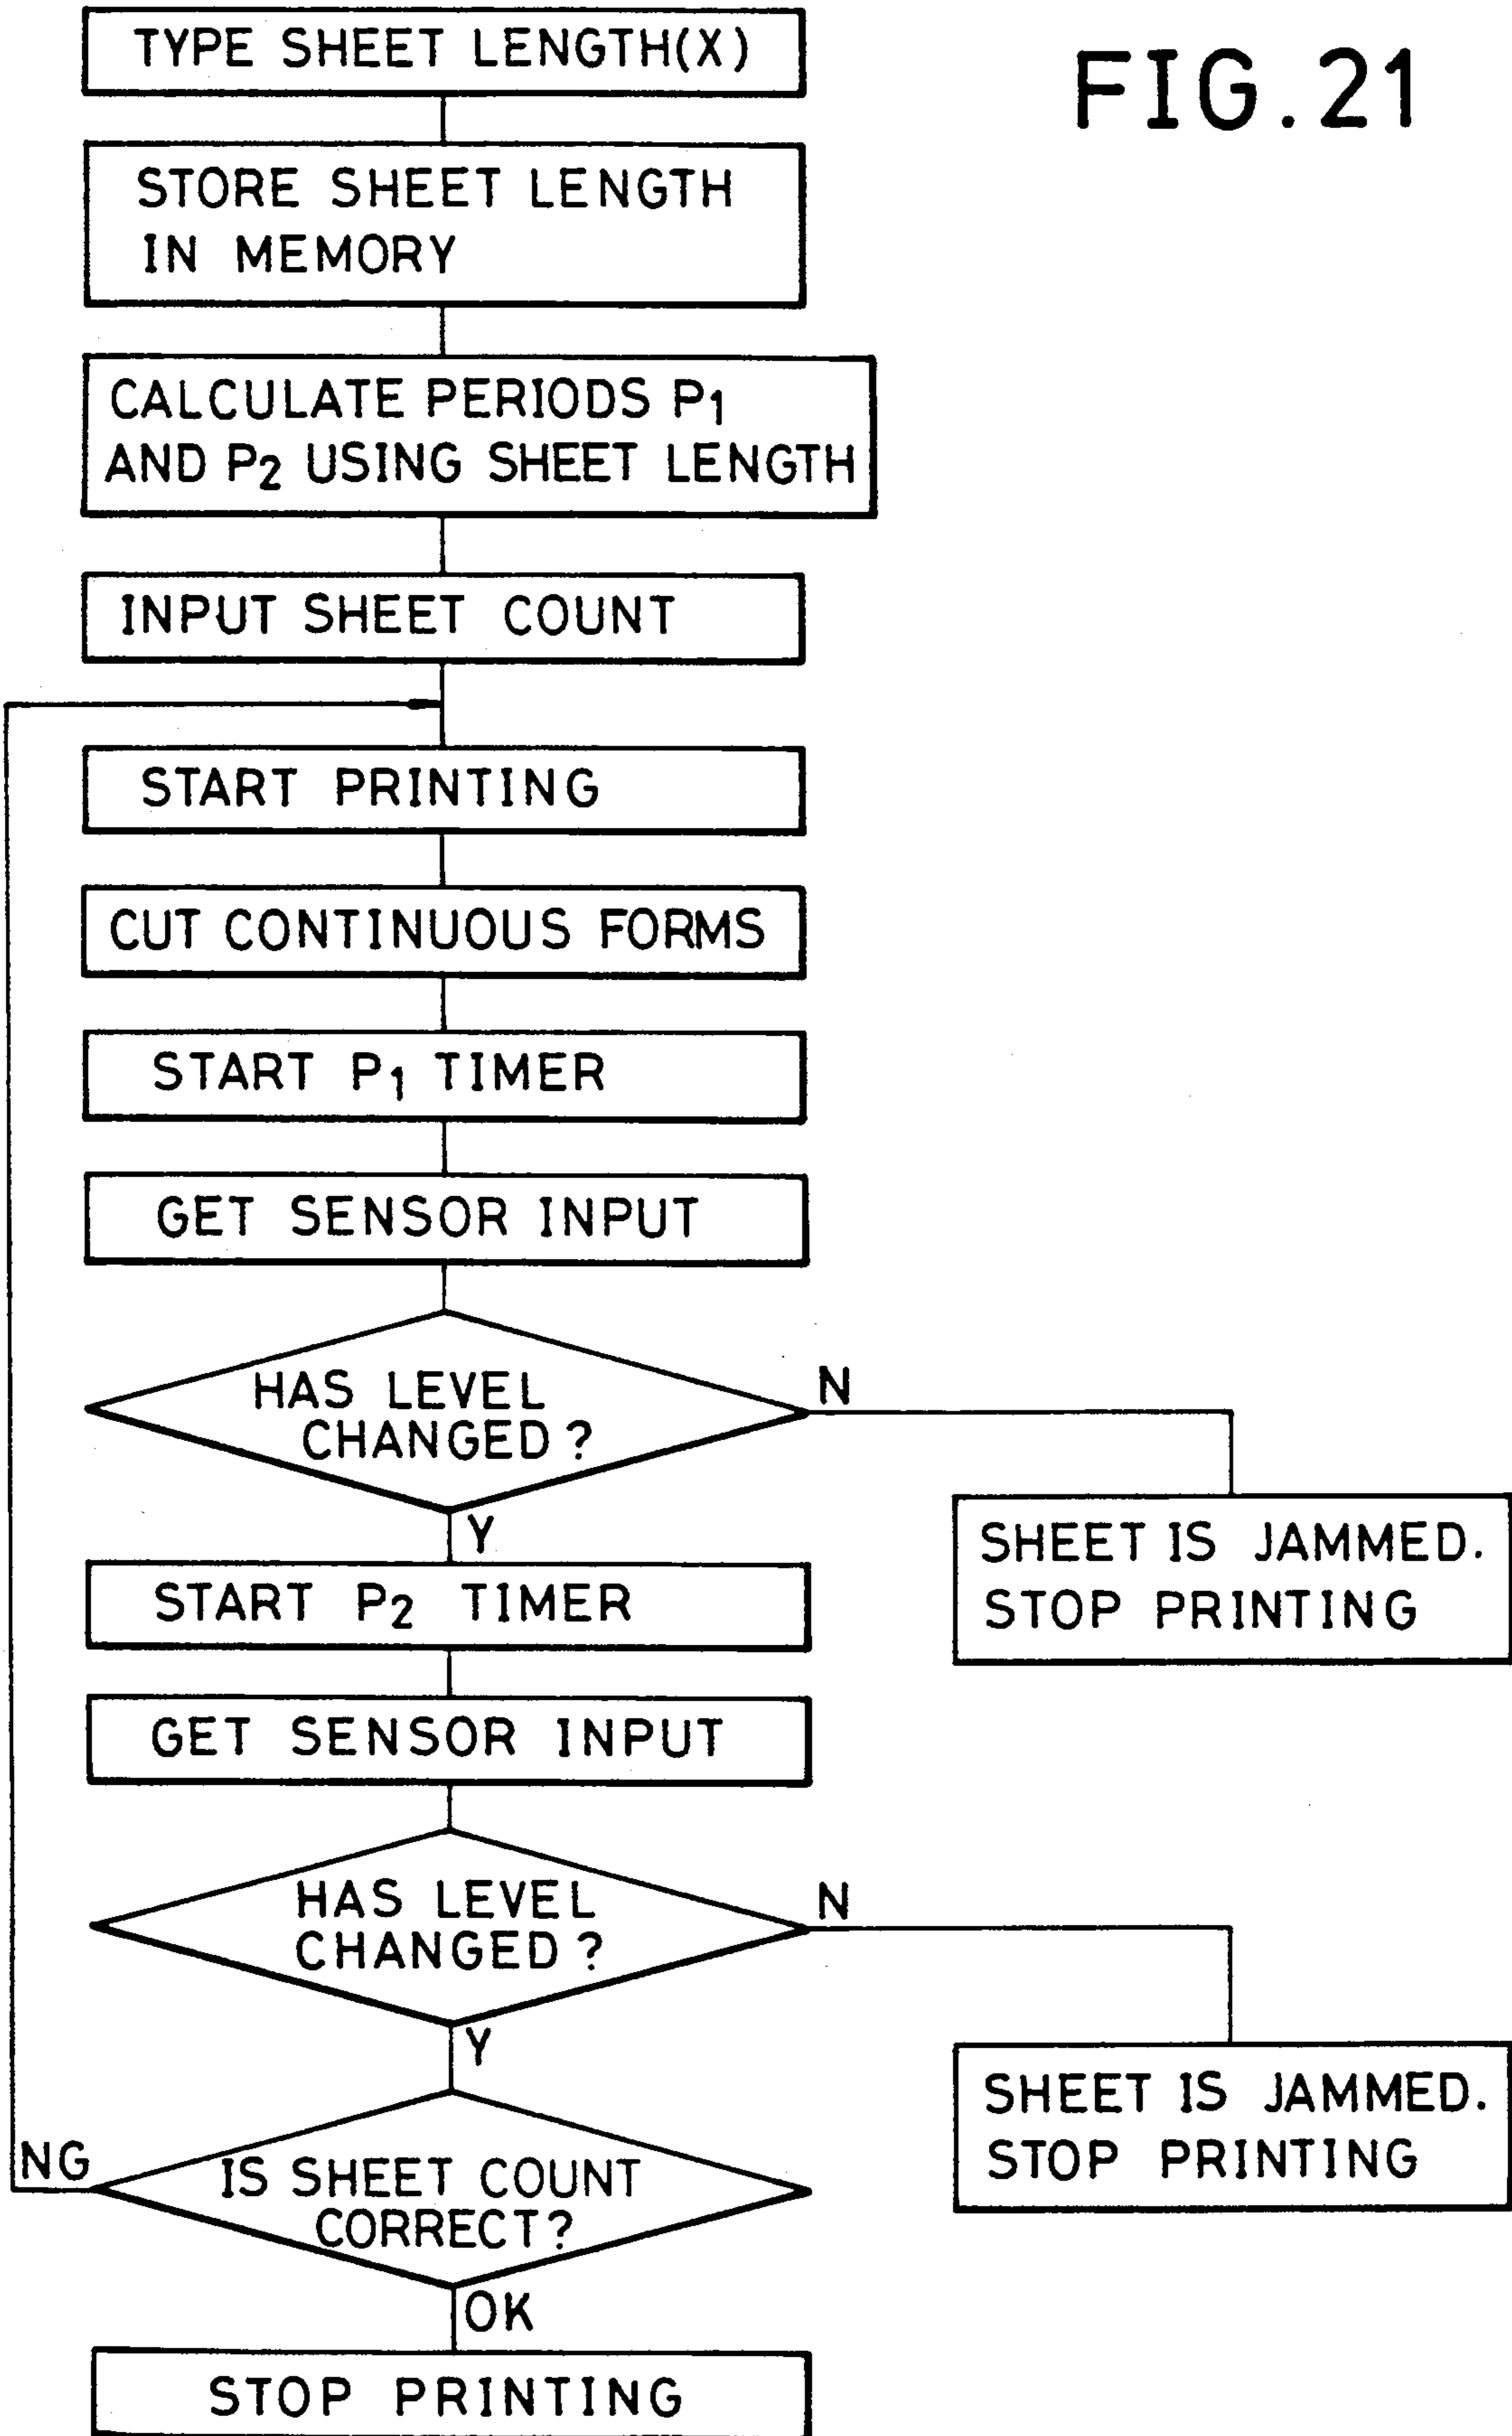 TYPE SHEET LENGTH(X)
FIG.21
STORE SHEET LENGTH
IN MEMORY
CALCULATE PERIODS P1
AND P2 USING SHEET LENGTH
INPUT SHEET COUNT
START PRINTING
CUT CONTINUOUS FORMS
START P1 TIMER
GET SENSOR INPUT
HAS LEVEL
CHANGED?
N
SHEET IS JAMMED.
STOP PRINTING
Y
START P2 TIMER
GET SENSOR INPUT
HAS LEVEL
CHANGED?
N
SHEET IS JAMMED.
STOP PRINTING
Y
NG
IS SHEET COUNT
CORRECT?
OK
STOP PRINTING